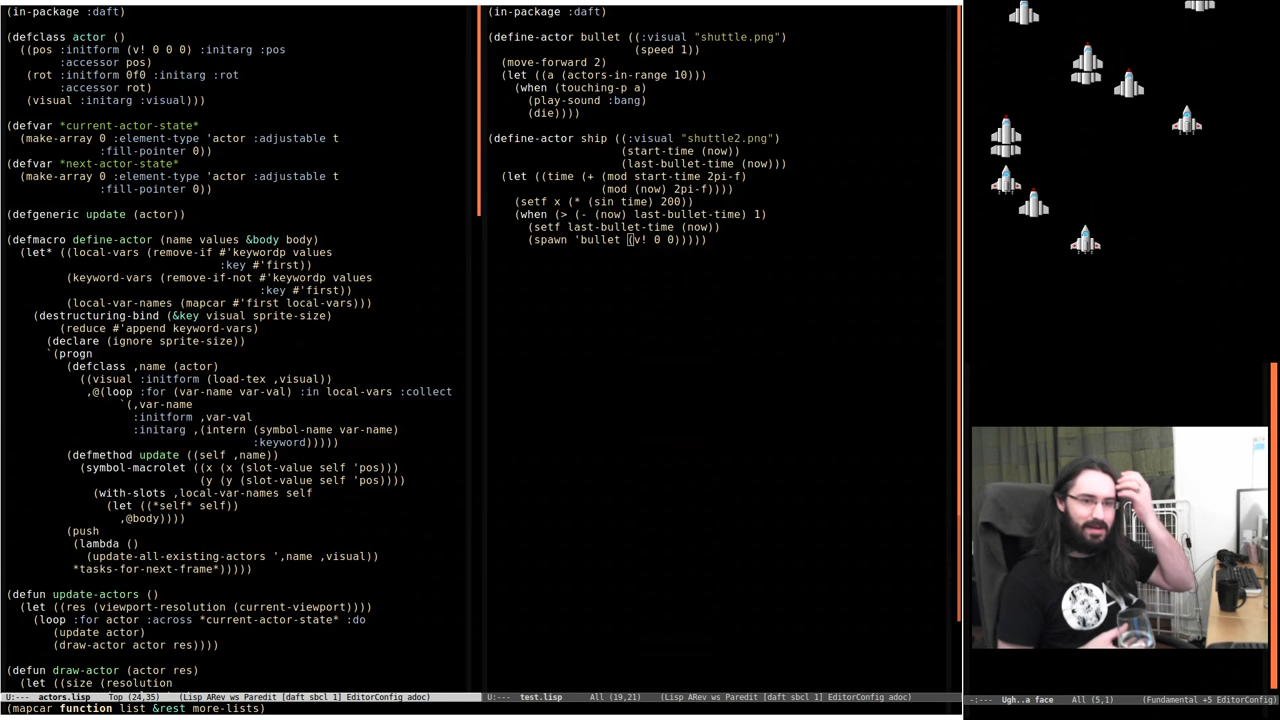 (in-package :daft)

(defclass actor ()
  ((pos :initform (v! 0 0 0) :initarg :pos
        :accessor pos)
   (rot :initform 0f0 :initarg :rot
        :accessor rot)
   (visual :initarg :visual)))

(defvar *current-actor-state*
  (make-array 0 :element-type 'actor :adjustable t
              :fill-pointer 0))
(defvar *next-actor-state*
  (make-array 0 :element-type 'actor :adjustable t
              :fill-pointer 0))

(defgeneric update (actor))

(defmacro define-actor (name values &body body)
  (let* ((local-vars (remove-if #'keywordp values
                                :key #'first))
         (keyword-vars (remove-if-not #'keywordp values
                                      :key #'first))
         (local-var-names (mapcar #'first local-vars)))
    (destructuring-bind (&key visual sprite-size)
        (reduce #'append keyword-vars)
      (declare (ignore sprite-size))
      `(progn
         (defclass ,name (actor)
           ((visual :initform (load-tex ,visual))
            ,@(loop :for (var-name var-val) :in local-vars :collect
                 `(,var-name
                   :initform ,var-val
                   :initarg ,(intern (symbol-name var-name)
                                     :keyword)))))
         (defmethod update ((self ,name))
           (symbol-macrolet ((x (x (slot-value self 'pos)))
                             (y (y (slot-value self 'pos))))
             (with-slots ,local-var-names self
               (let ((*self* self))
                 ,@body))))
         (push
          (lambda ()
            (update-all-existing-actors ',name ,visual))
          *tasks-for-next-frame*)))))

(defun update-actors ()
  (let ((res (viewport-resolution (current-viewport))))
    (loop :for actor :across *current-actor-state* :do
       (update actor)
       (draw-actor actor res))))

(defun draw-actor (actor res)
  (let ((size (resolution
U:--- actors.lisp Top (24,35) (Lisp ARev ws Paredit [daft sbcl 1] EditorConfig adoc)
(mapcar function list &rest more-lists)
(in-package :daft)

(define-actor bullet ((:visual "shuttle.png")
                      (speed 1))
  (move-forward 2)
  (let ((a (actors-in-range 10)))
    (when (touching-p a)
      (play-sound :bang)
      (die))))

(define-actor ship ((:visual "shuttle2.png")
                    (start-time (now))
                    (last-bullet-time (now)))
  (let ((time (+ (mod start-time 2pi-f)
                 (mod (now) 2pi-f))))
    (setf x (* (sin time) 200))
    (when (> (- (now) last-bullet-time) 1)
      (setf last-bullet-time (now))
      (spawn 'bullet (v! 0 0)))))
U:--- test.lisp All (19,21) (Lisp ARev ws Paredit [daft sbcl 1] EditorConfig adoc)
-:--- Ugh..a face All (5,1) (Fundamental +5 EditorConfig)